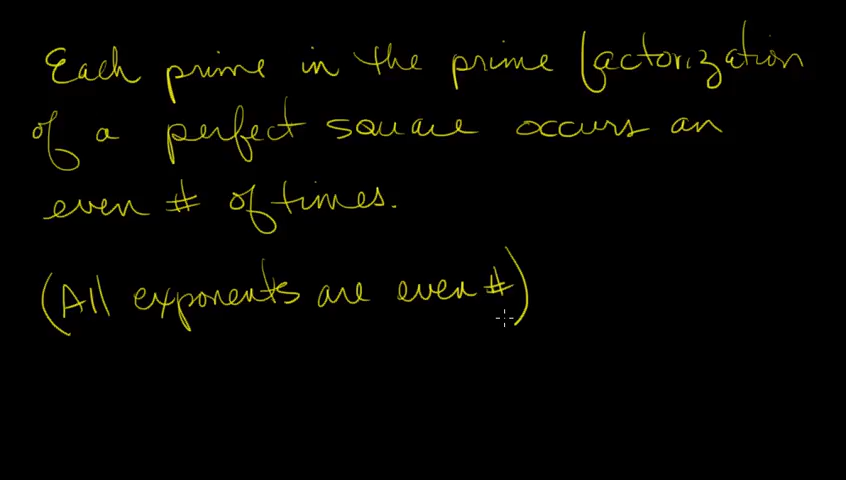 Each prime in the prime factorization
of a perfect square occurs an
even # of times.
(All exponents are even #)